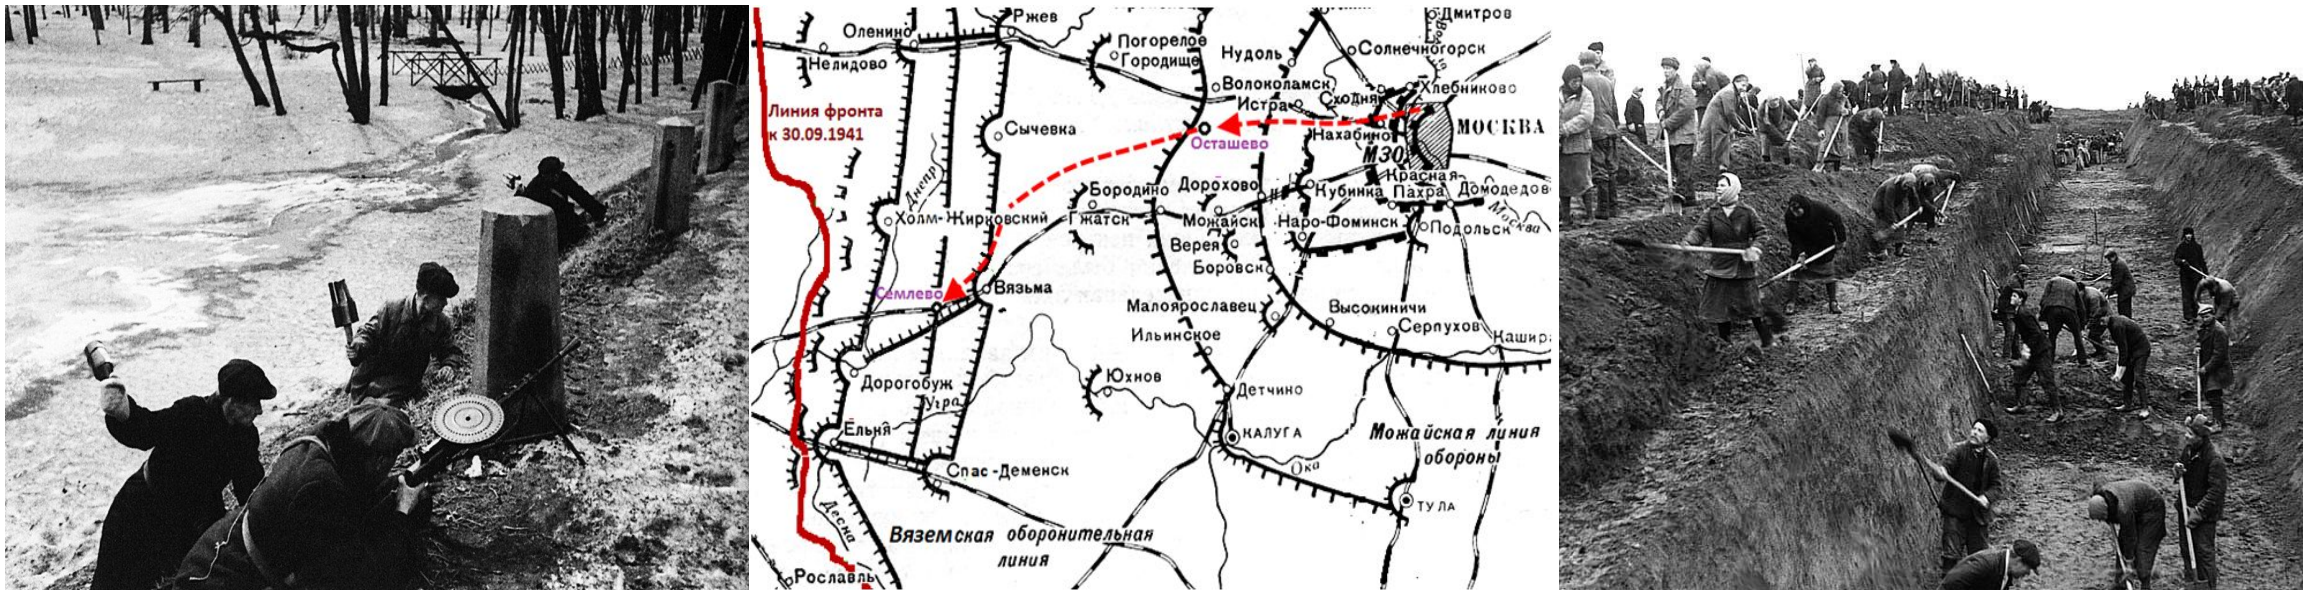 Ржев
Дмитров
Оленино
Погорелое
Городище
Нудоль
Солнечногорск
Нелидово
Волоколамск
Хлебниково
Истра
Сходня
Линия фронта
к 30.09.1941
Сычевка
Осташево
Нахабино
МОСКВА
МЗО
Красная
Пахра
Днепр
Бородино
Дорохово
Кубинка
Домодедово
Холм-Жирковский
Гжатск
Можайск
Наро-Фоминск
Москва
Подольск
Верея
Боровск
Семлево
Вязьма
Малоярославец
Высокиничи
Ильинское
Серпухов
Кашира
Дорогобуж
Юхнов
Детчино
Угра
Ельня
КАЛУГА
Можайская линия
обороны
Ока
Спас-Деменск
ТУЛА
Десна
Вяземская оборонительная
линия
Рославль